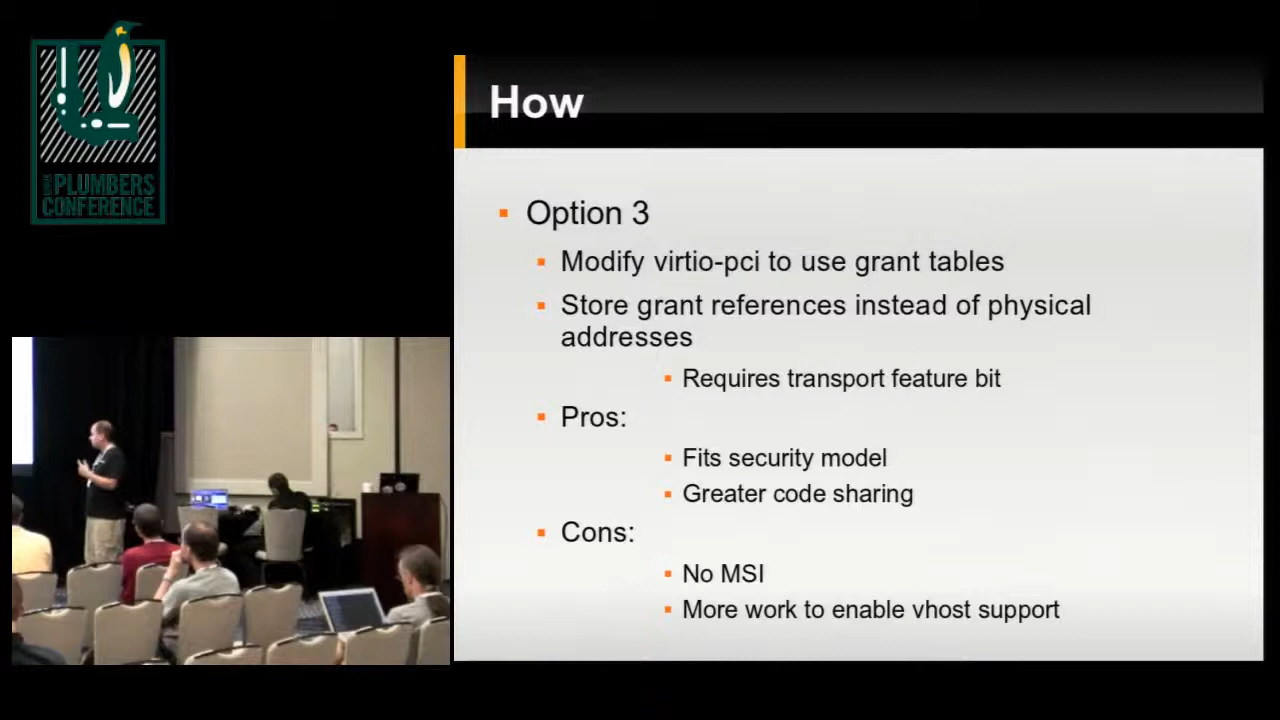 LINUX
PLUMBERS
CONFERENCE
How
Option 3
Modify virtio-pci to use grant tables
Store grant references instead of physical
addresses
Requires transport feature bit
Pros:
Fits security model
Greater code sharing
Cons:
No MSI
More work to enable vhost support